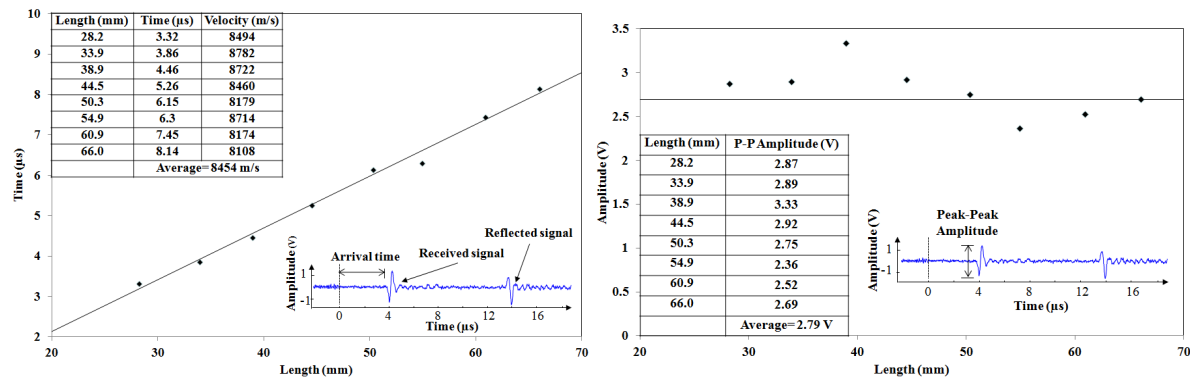 10
9
8
7
6
5
4
3
2
Time (µs)
Length (mm) Time (µs) Velocity (m/s)
28.2 3.32 8494
33.9 3.86 8782
38.9 4.46 8722
44.5 5.26 8460
50.3 6.15 8179
54.9 6.3 8714
60.9 7.45 8174
66.0 8.14 8108
Average=8454 m/s
Reflected signal
Arrival time
Received signal
Amplitude (V)
1
-1
0 4 8 12 16
Time (µs)
20 30 40 50 60 70
Length (mm)
3.5
3
2.5
2
1.5
1
0.5
0
Amplitude (V)
Length (mm) P-P Amplitude (V)
28.2 2.87
33.9 2.89
38.9 3.33
44.5 2.92
50.3 2.75
54.9 2.36
60.9 2.52
66.0 2.69
Average=2.79 V
Peak-Peak
Amplitude
Amplitude (V)
1
-1
0 4 8 12 16
Time (µs)
20 30 40 50 60 70
Length (mm)